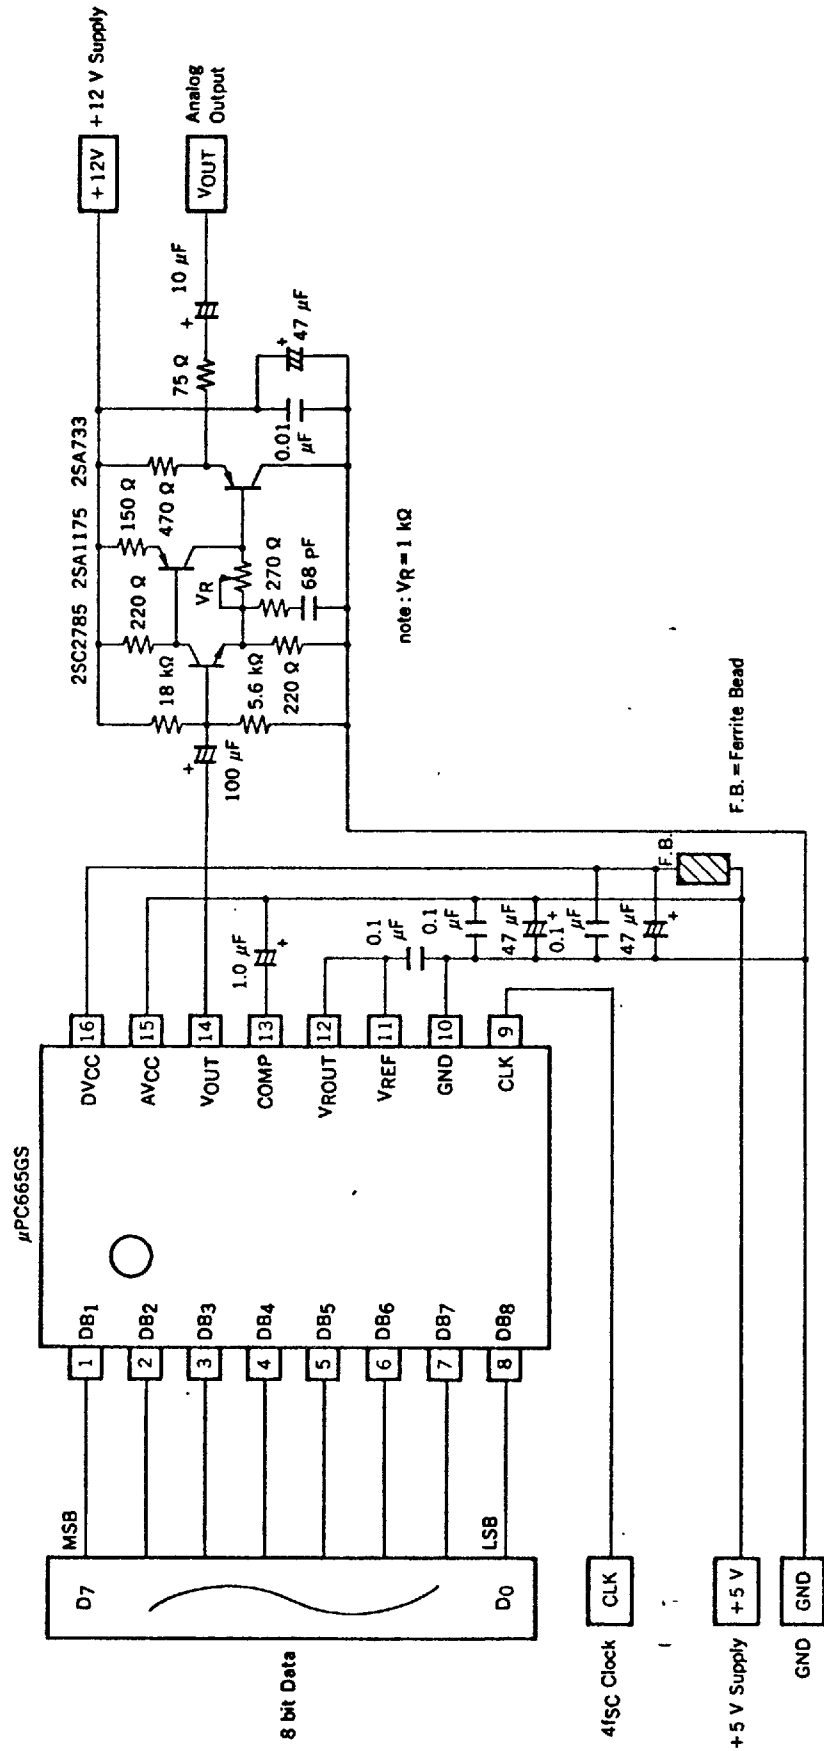 μPC665GS
8 bit Data
D7
D0
MSB
LSB
1
DB1
2
DB2
3
DB3
4
DB4
5
DB5
6
DB6
7
DB7
8
DB8
DVCC
16
AVCC
15
VOUT
14
COMP
13
VROUT
12
VREF
11
GND
10
CLK
9
4fSC Clock
CLK
+5 V Supply
+5 V
GND
GND
1.0 μF
+
0.1
μF
0.1
μF
47 μF
+
0.1
μF
47 μF
+
F.B.
F.B. = Ferrite Bead
100 μF
+
18 kΩ
5.6 kΩ
2SC2785
220 Ω
220 Ω
VR
270 Ω
68 pF
2SA1175
150 Ω
2SA733
470 Ω
75 Ω
0.01
μF
47 μF
+
10 μF
+
note : VR = 1 kΩ
+12V
+12 V Supply
VOUT
Analog
Output